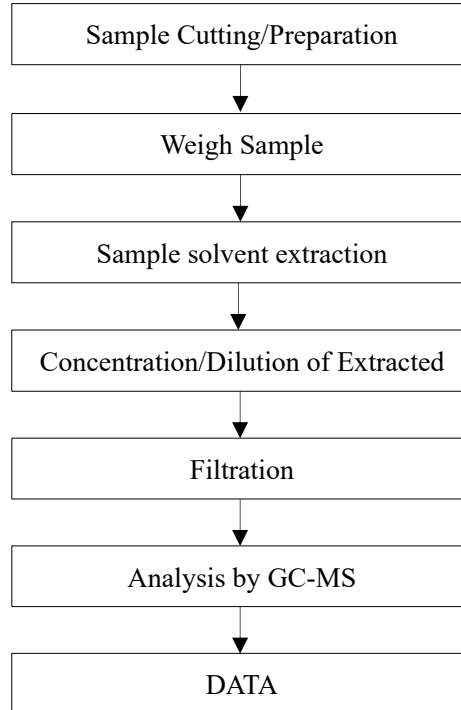 Sample Cutting/Preparation
Weigh Sample
Sample solvent extraction
Concentration/Dilution of Extracted
Filtration
Analysis by GC-MS
DATA